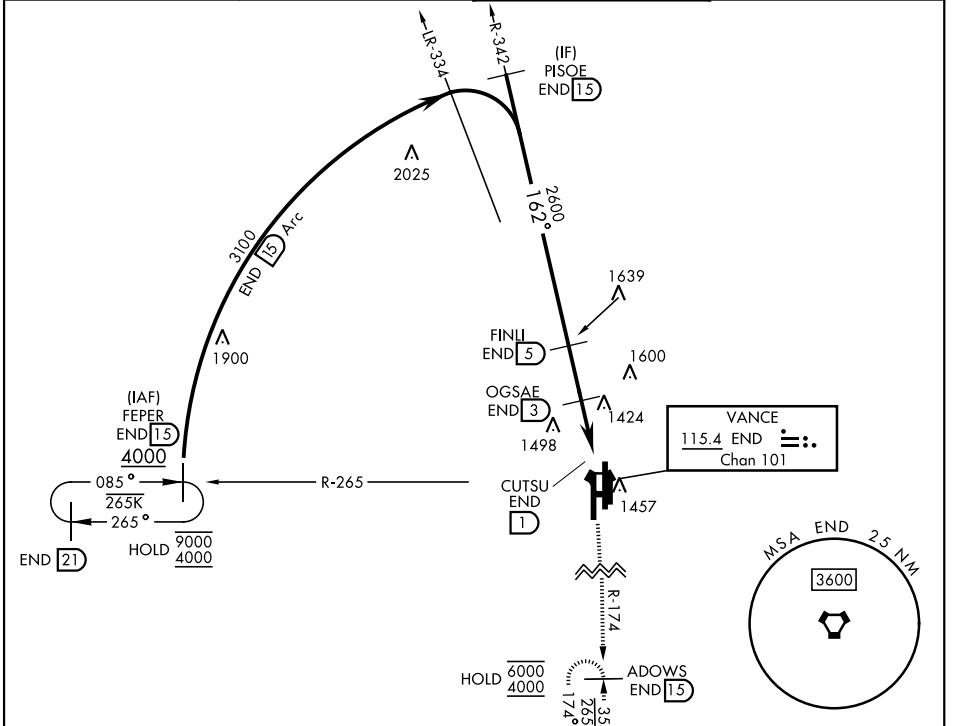 LR-334
R-342
(IF)
PISOE
END 15
2025
3100
END 15 Arc
2600
162°
1639
1900
FINLI
END 5
1600
OGSAE
END 3
1424
1498
(IAF)
FEPER
END 15
4000
VANCE
115.4 END
Chan 101
085°
265K
265°
R-265
CUTSU
END
1
1457
END 21
HOLD 9000
4000
MSA END 25 NM
3600
R-174
HOLD 6000
4000
ADOWS
END 15
174°
265
35